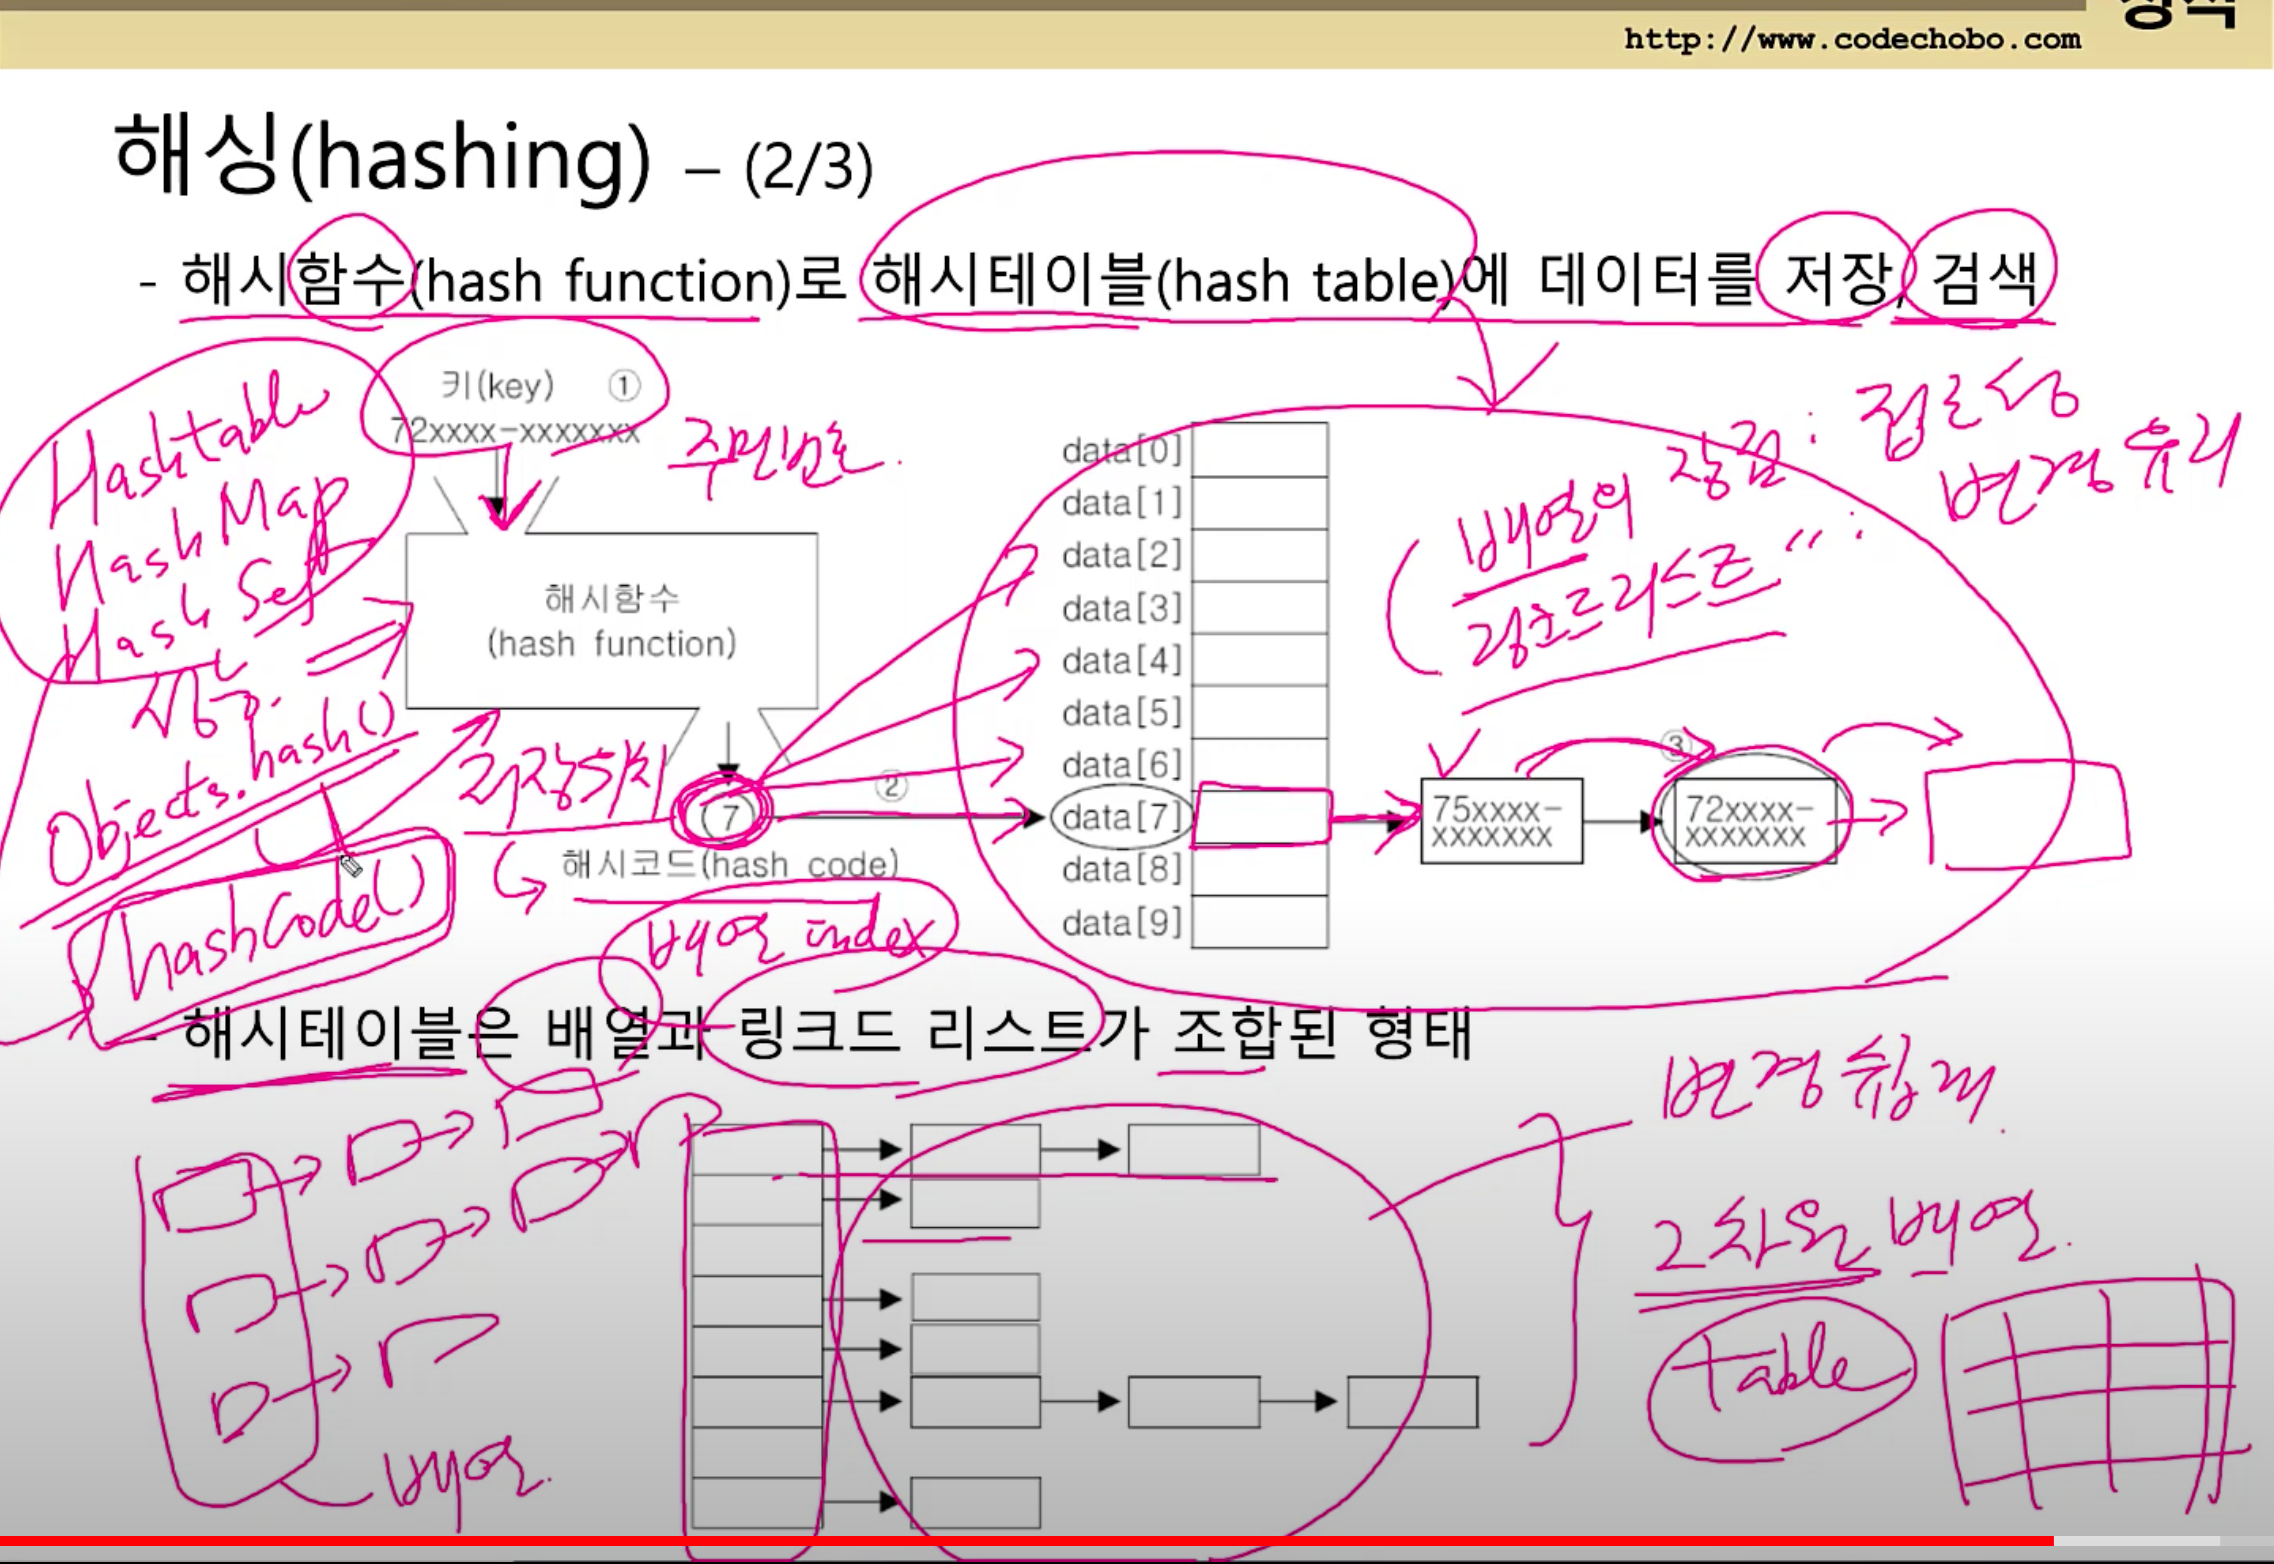 http://www.codechobo.com
해싱(hashing) – (2/3)
- 해시함수(hash function)로 해시테이블(hash table)에 데이터를 저장, 검색
키(key) ①
72xxxx-xxxxxxx
주민번호.
Hashtable
HashMap
HashSet
Objects.hash()
hashCode()
해시함수
(hash function)
저장위치
7
②
해시코드(hash code)
배열 index
data[0]
data[1]
data[2]
data[3]
data[4]
data[5]
data[6]
data[7]
data[8]
data[9]
배열의 장점 : 접근성
링크드리스트 " : 변경 유리
③
75xxxx-
xxxxxxx
72xxxx-
xxxxxxx
- 해시테이블은 배열과 링크드 리스트가 조합된 형태
변경 쉽게.
2차원 배열.
table
배열.